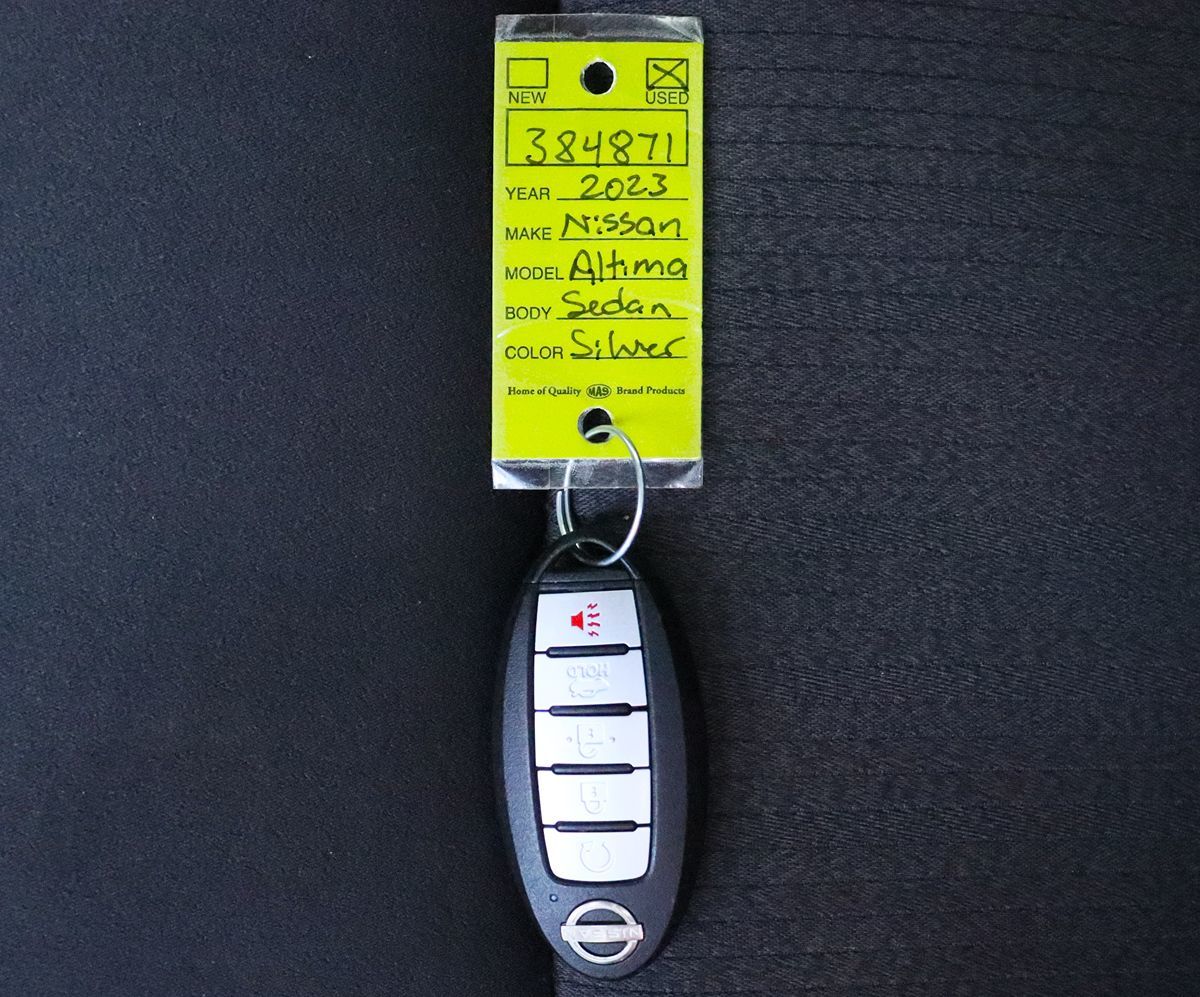 NEW USED
384871
YEAR 2023
MAKE Nissan
MODEL Altima
BODY Sedan
COLOR Silver
Home of Quality MAS Brand Products
HOLD
NISSAN